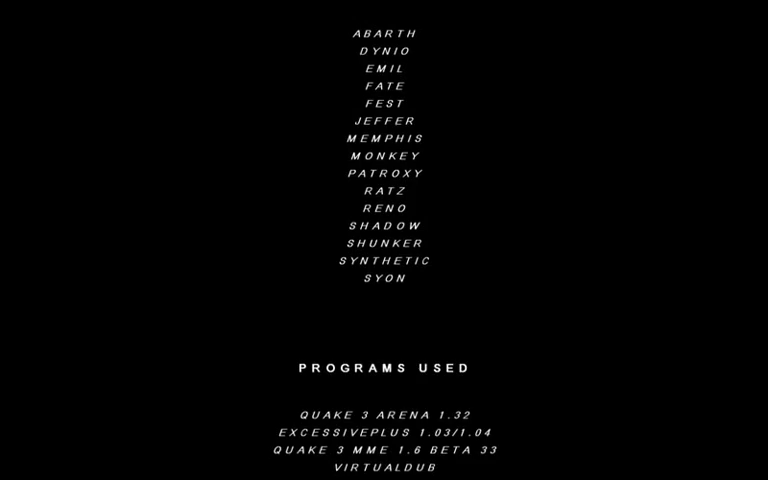 ABARTH
DYNIO
EMIL
FATE
FEST
JEFFER
MEMPHIS
MONKEY
PATROXY
RATZ
RENO
SHADOW
SHUNKER
SYNTHETIC
SYON
PROGRAMS USED
QUAKE 3 ARENA 1.32
EXCESSIVEPLUS 1.03/1.04
QUAKE 3 MME 1.6 BETA 33
VIRTUALDUB